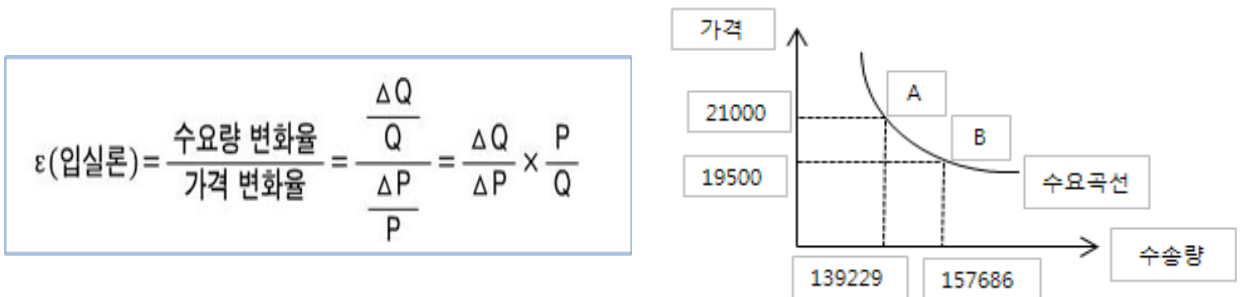 ε(입실론) = 수요량 변화율 / 가격 변화율 = (ΔQ / Q) / (ΔP / P) = ΔQ / ΔP × P / Q
가격
A
21000
B
19500
수요곡선
수송량
139229
157686